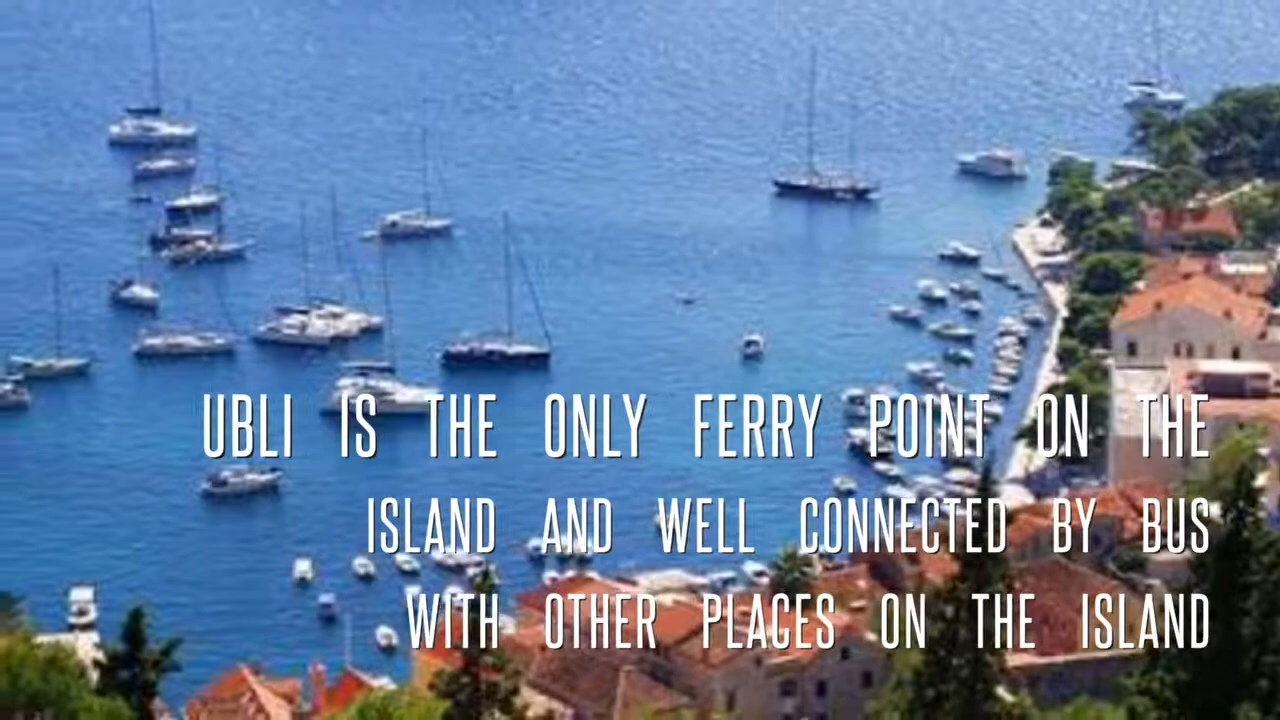 UBLI IS THE ONLY FERRY POINT ON THE
ISLAND AND WELL CONNECTED BY BUS
WITH OTHER PLACES ON THE ISLAND